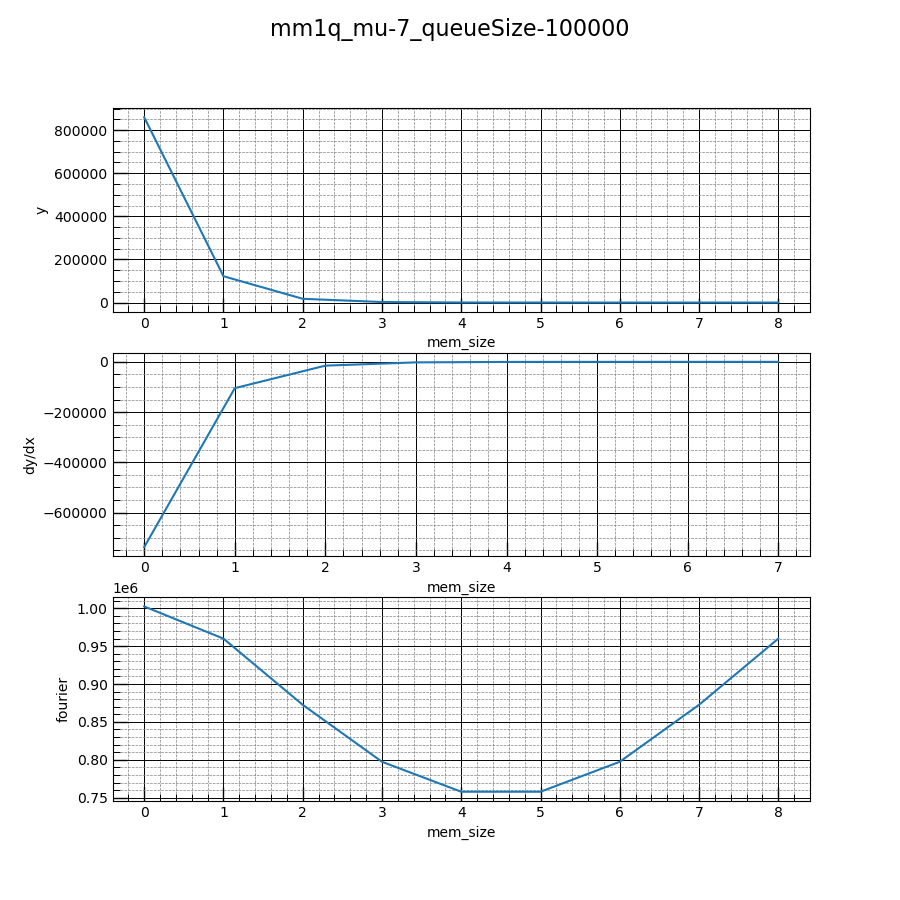 mm1q_mu-7_queueSize-100000
800000
600000
400000
200000
0
y
0 1 2 3 4 5 6 7 8
mem_size
0
−200000
−400000
−600000
dy/dx
0 1 2 3 4 5 6 7
mem_size
1e6
1.00
0.95
0.90
0.85
0.80
0.75
fourier
0 1 2 3 4 5 6 7 8
mem_size